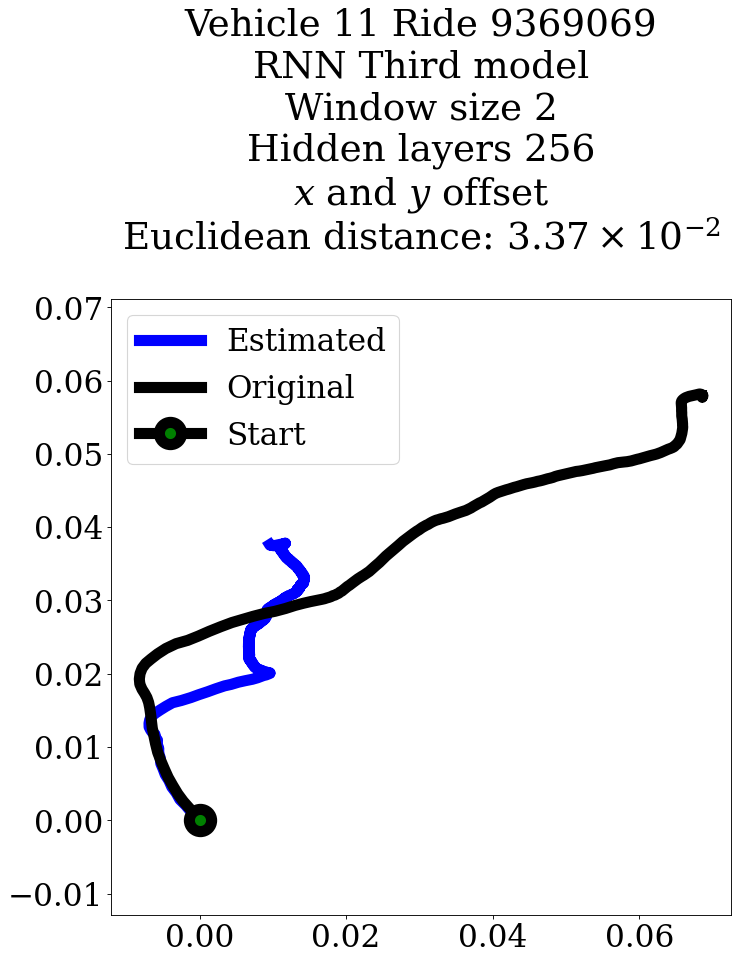 Vehicle 11 Ride 9369069
RNN Third model
Window size 2
Hidden layers 256
x and y offset
Euclidean distance: 3.37 × 10⁻²
0.07
0.06
0.05
0.04
0.03
0.02
0.01
0.00
−0.01
Estimated
Original
Start
0.00 0.02 0.04 0.06